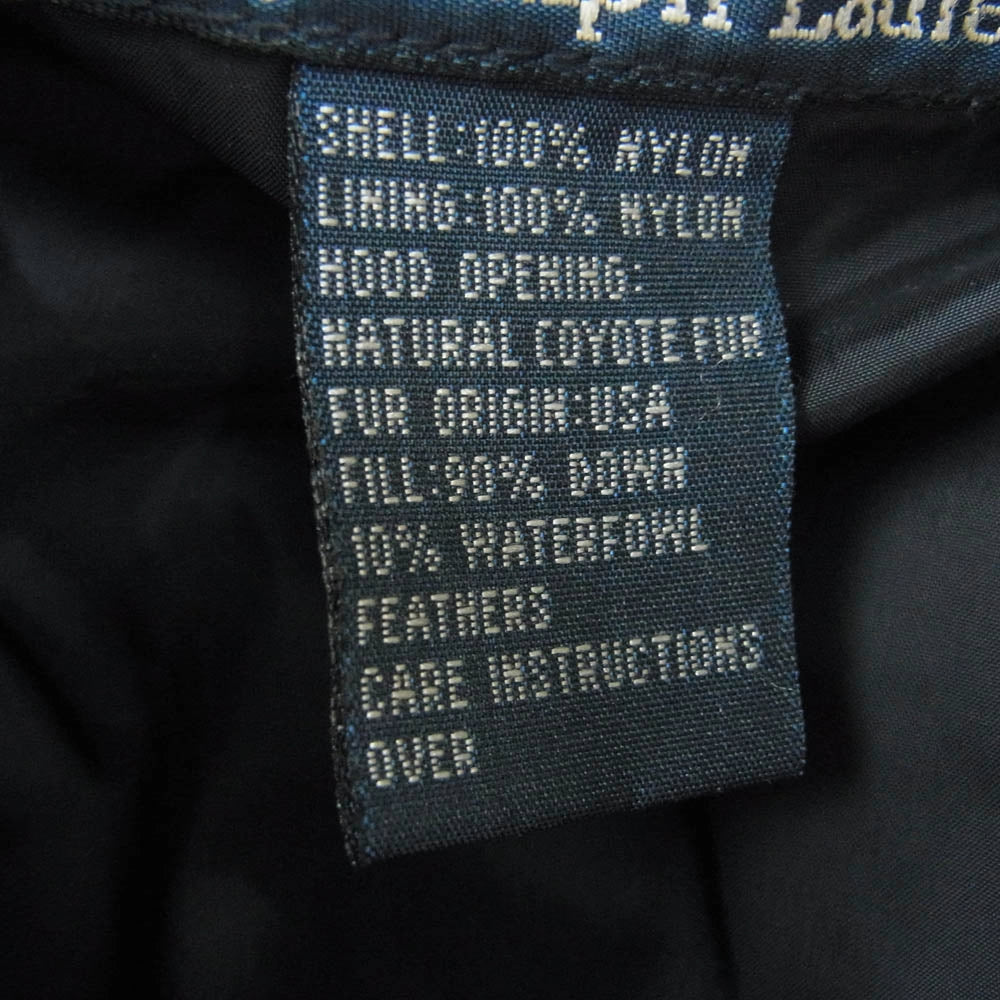 SHELL:100% NYLON
LINING:100% NYLON
HOOD OPENING:
NATURAL COYOTE FUR
FUR ORIGIN:USA
FILL:90% DOWN
10% WATERFOWL
FEATHERS
CARE INSTRUCTIONS
OVER